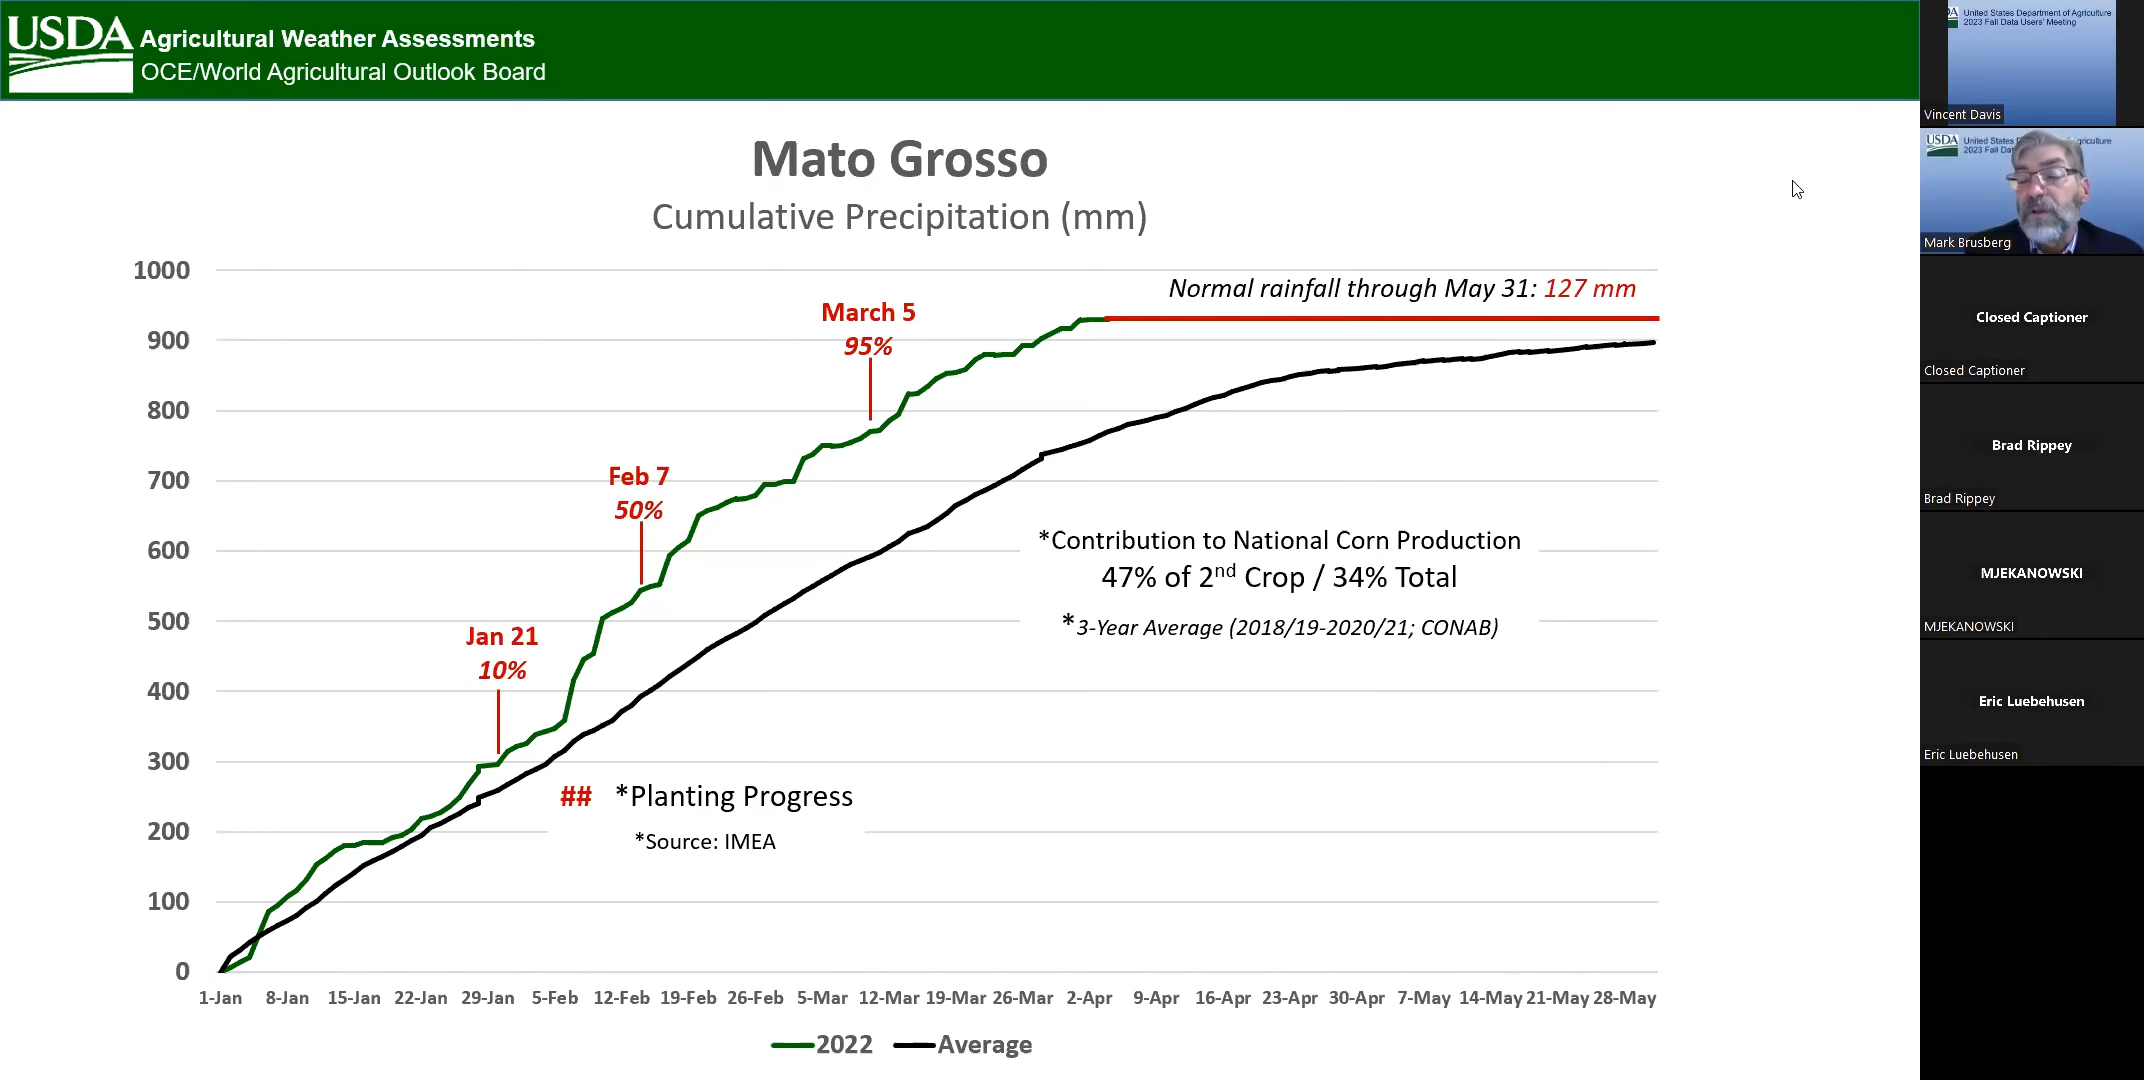 USDA
Agricultural Weather Assessments
OCE/World Agricultural Outlook Board
Mato Grosso
Cumulative Precipitation (mm)
1000
900
800
700
600
500
400
300
200
100
0
Normal rainfall through May 31: 127 mm
March 5
95%
Feb 7
50%
Jan 21
10%
*Contribution to National Corn Production
47% of 2nd Crop / 34% Total
*3-Year Average (2018/19-2020/21; CONAB)
## *Planting Progress
*Source: IMEA
1-Jan 8-Jan 15-Jan 22-Jan 29-Jan 5-Feb 12-Feb 19-Feb 26-Feb 5-Mar 12-Mar 19-Mar 26-Mar 2-Apr 9-Apr 16-Apr 23-Apr 30-Apr 7-May 14-May 21-May 28-May
2022 Average
United States Department of Agriculture
2023 Fall Data Users' Meeting
Vincent Davis
USDA United States
2023 Fall
Mark Brusberg
Closed Captioner
Closed Captioner
Brad Rippey
Brad Rippey
MJEKANOWSKI
MJEKANOWSKI
Eric Luebehusen
Eric Luebehusen